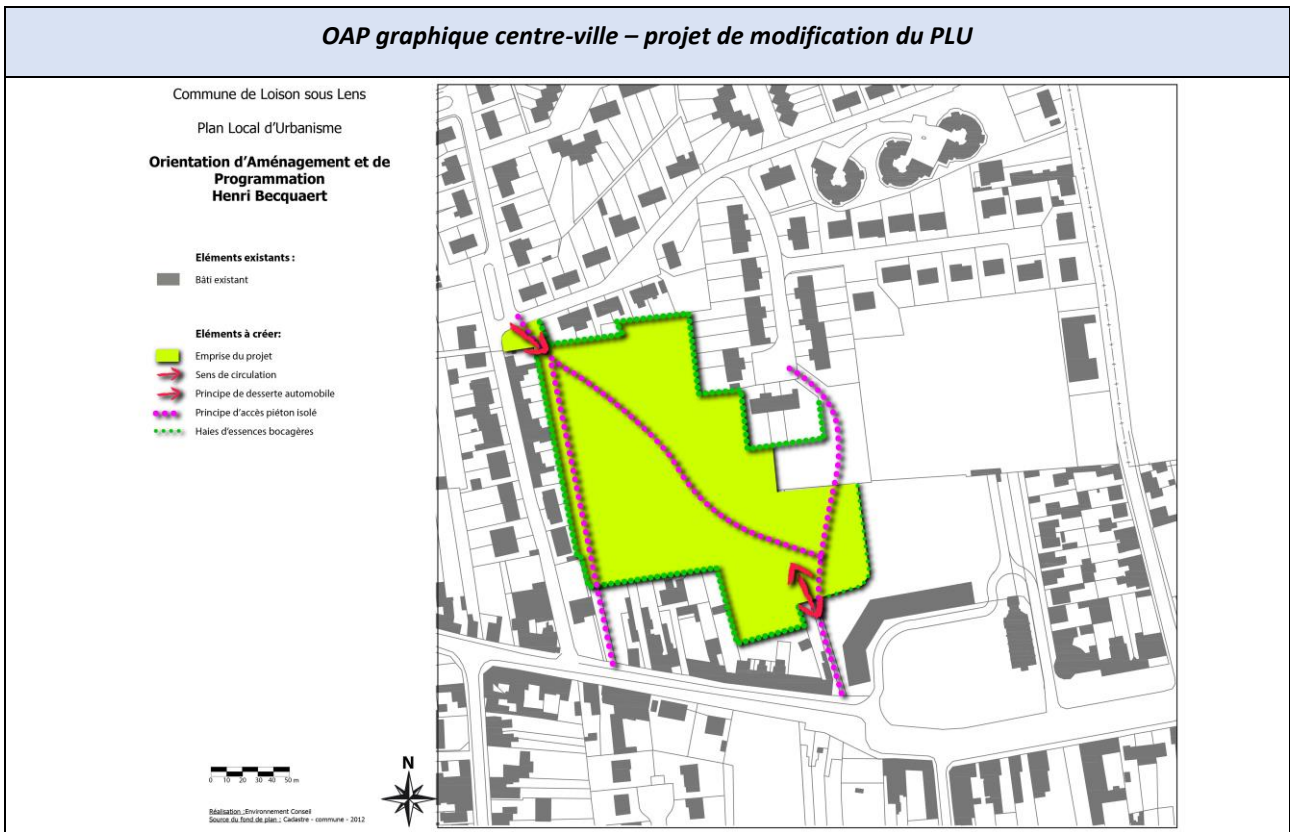 OAP graphique centre-ville – projet de modification du PLU
Commune de Loison sous Lens
Plan Local d'Urbanisme
Orientation d'Aménagement et de
Programmation
Henri Becquaert
Eléments existants :
Bâti existant
Eléments à créer:
Emprise du projet
Sens de circulation
Principe de desserte automobile
Principe d'accès piéton isolé
Haies d'essences bocagères
0 10 20 30 40 50 m
N
Réalisation : Environnement Conseil
Source du fond de plan : Cadastre - commune - 2012